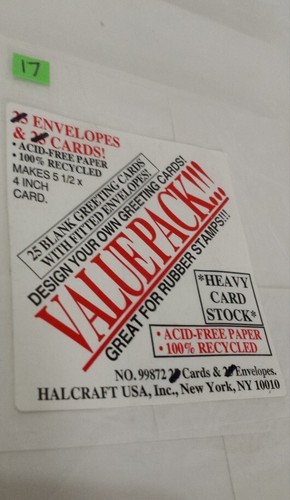 17
ENVELOPES
& CARDS!
• ACID-FREE PAPER
• 100% RECYCLED
MAKES 5 1/2 x
4 INCH
CARD.
25 BLANK GREETING CARDS
WITH FITTED ENVELOPES!
DESIGN YOUR OWN GREETING CARDS!
VALUE PACK!!!
GREAT FOR RUBBER STAMPS!!!
*HEAVY
CARD
STOCK*
• ACID-FREE PAPER
• 100% RECYCLED
NO. 99872 Cards & Envelopes.
HALCRAFT USA, Inc., New York, NY 10010